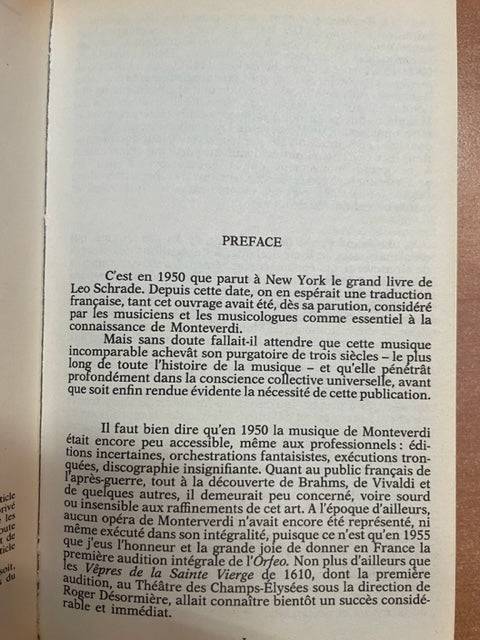 PREFACE
C'est en 1950 que parut à New York le grand livre de
Leo Schrade. Depuis cette date, on en espérait une traduction
française, tant cet ouvrage avait été, dès sa parution, considéré
par les musiciens et les musicologues comme essentiel à la
connaissance de Monteverdi.
Mais sans doute fallait-il attendre que cette musique
incomparable achevât son purgatoire de trois siècles – le plus
long de toute l'histoire de la musique – et qu'elle pénétrât
profondément dans la conscience collective universelle, avant
que soit enfin rendue évidente la nécessité de cette publication.
Il faut bien dire qu'en 1950 la musique de Monteverdi
était encore peu accessible, même aux professionnels : édi-
tions incertaines, orchestrations fantaisistes, exécutions tron-
quées, discographie insignifiante. Quant au public français de
l'après-guerre, tout à la découverte de Brahms, de Vivaldi et
de quelques autres, il demeurait peu concerné, voire sourd
ou insensible aux raffinements de cet art. A l'époque d'ailleurs,
aucun opéra de Monterverdi n'avait encore été représenté, ni
même exécuté dans son intégralité, puisque ce n'est qu'en 1955
que j'eus l'honneur et la grande joie de donner en France la
première audition intégrale de l'Orfeo. Non plus d'ailleurs que
les Vêpres de la Sainte Vierge de 1610, dont la première
audition, au Théâtre des Champs-Elysées sous la direction de
Roger Désormière, allait connaître bientôt un succès considé-
rable et immédiat.
ticle
rivé
les
oute
t de
ticle
soit,
s du